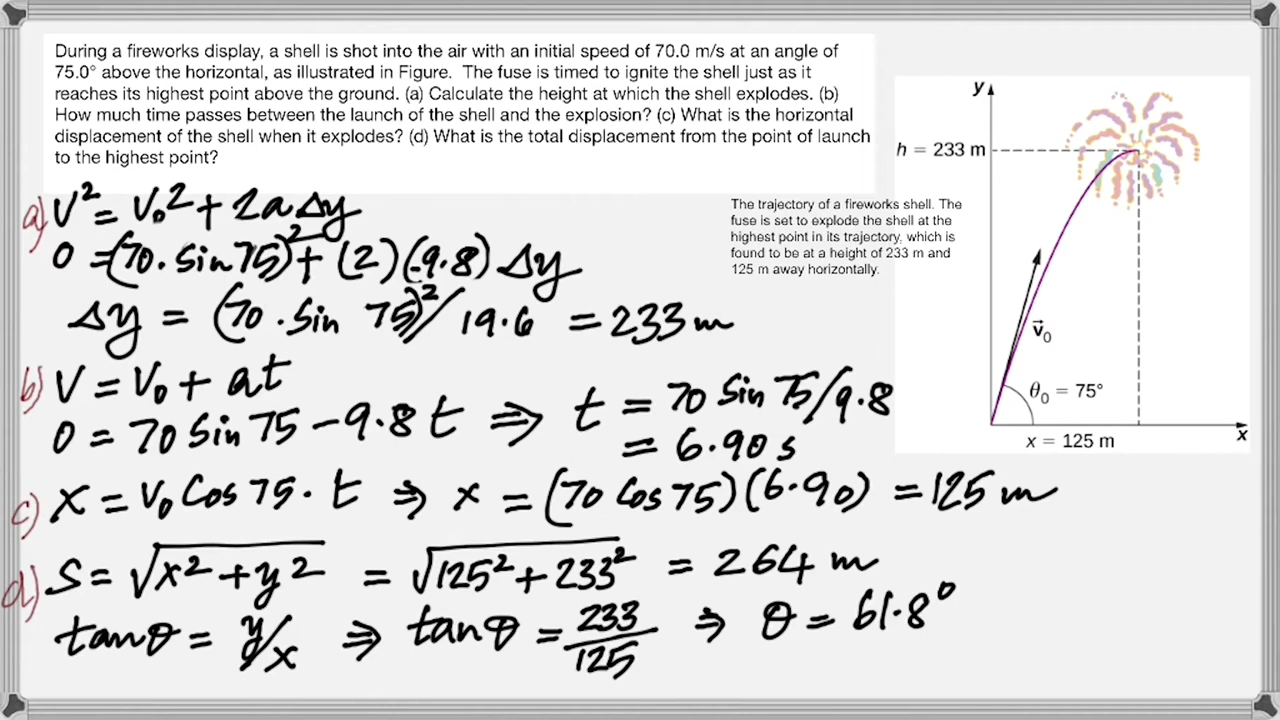 During a fireworks display, a shell is shot into the air with an initial speed of 70.0 m/s at an angle of
75.0° above the horizontal, as illustrated in Figure. The fuse is timed to ignite the shell just as it
reaches its highest point above the ground. (a) Calculate the height at which the shell explodes. (b)
How much time passes between the launch of the shell and the explosion? (c) What is the horizontal
displacement of the shell when it explodes? (d) What is the total displacement from the point of launch
to the highest point?
a) V² = V₀² + 2aΔy
0 = (70. sin 75)² + (2)(-9.8) Δy
Δy = (70 . Sin 75)² / 19.6 = 233 m
b) V = V₀ + at
0 = 70 Sin 75 - 9.8 t ⇒ t = 70 Sin 75/9.8
= 6.90 s
c) X = V₀ Cos 75. t ⇒ x = (70 Cos 75)(6.90) = 125 m
d) S = √x² + y² = √125² + 233² = 264 m
tanθ = y/x ⇒ tanθ = 233/125 ⇒ θ = 61.8°
The trajectory of a fireworks shell. The
fuse is set to explode the shell at the
highest point in its trajectory, which is
found to be at a height of 233 m and
125 m away horizontally.
y
h = 233 m
v⃗₀
θ₀ = 75°
x
x = 125 m